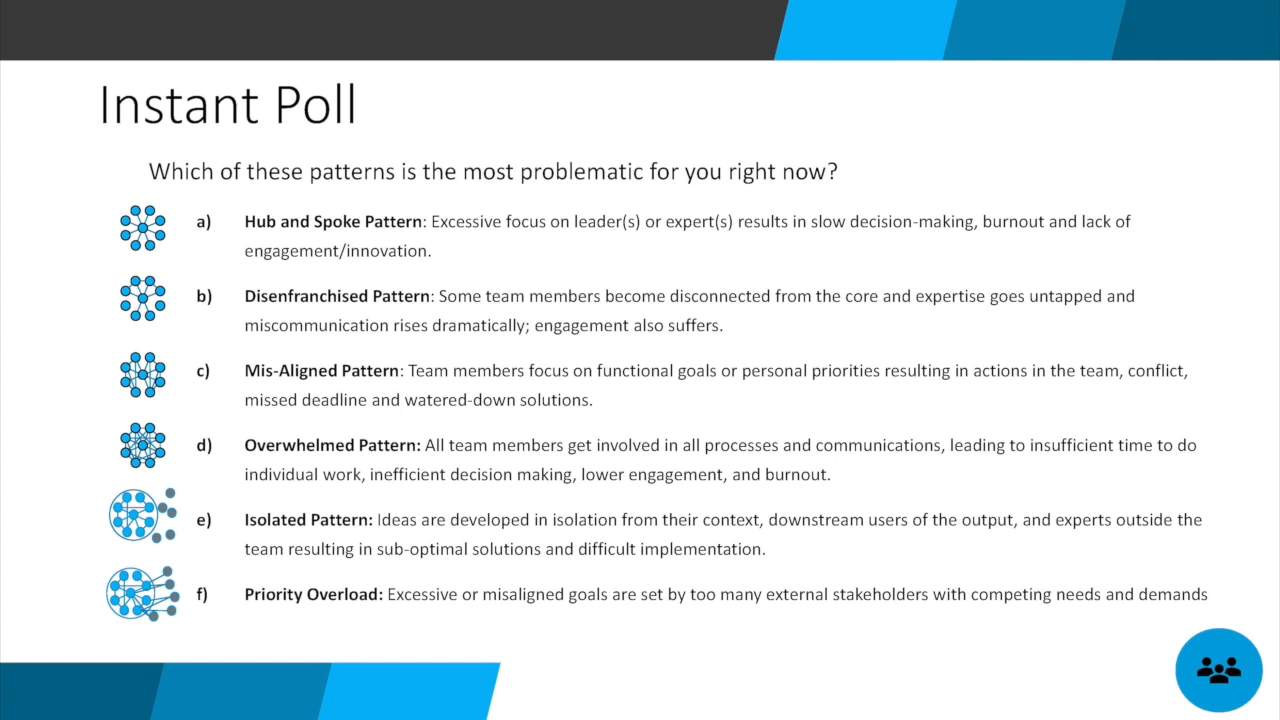 Instant Poll
Which of these patterns is the most problematic for you right now?
a) Hub and Spoke Pattern: Excessive focus on leader(s) or expert(s) results in slow decision-making, burnout and lack of
engagement/innovation.
b) Disenfranchised Pattern: Some team members become disconnected from the core and expertise goes untapped and
miscommunication rises dramatically; engagement also suffers.
c) Mis-Aligned Pattern: Team members focus on functional goals or personal priorities resulting in actions in the team, conflict,
missed deadline and watered-down solutions.
d) Overwhelmed Pattern: All team members get involved in all processes and communications, leading to insufficient time to do
individual work, inefficient decision making, lower engagement, and burnout.
e) Isolated Pattern: Ideas are developed in isolation from their context, downstream users of the output, and experts outside the
team resulting in sub-optimal solutions and difficult implementation.
f) Priority Overload: Excessive or misaligned goals are set by too many external stakeholders with competing needs and demands